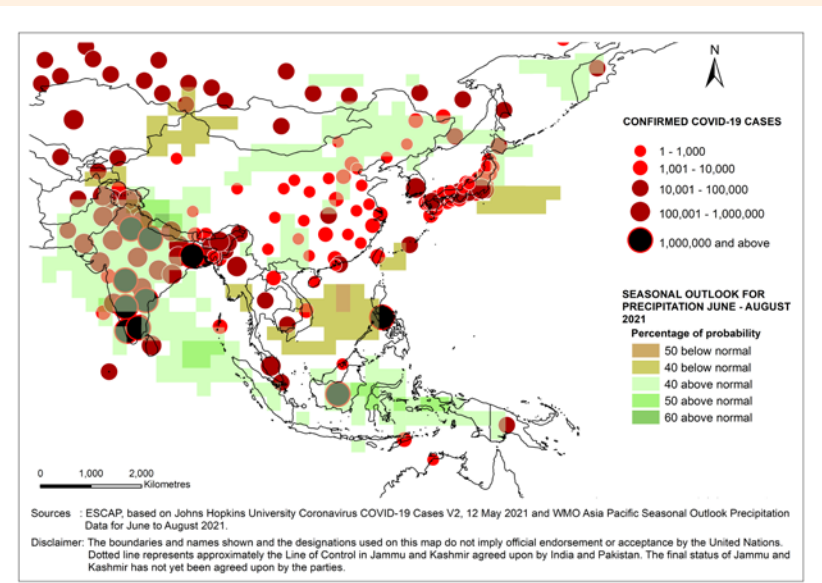 N
CONFIRMED COVID-19 CASES
1 - 1,000
1,001 - 10,000
10,001 - 100,000
100,001 - 1,000,000
1,000,000 and above
SEASONAL OUTLOOK FOR
PRECIPITATION JUNE - AUGUST
2021
Percentage of probability
50 below normal
40 below normal
40 above normal
50 above normal
60 above normal
0 1,000 2,000
Kilometres
Sources : ESCAP, based on Johns Hopkins University Coronavirus COVID-19 Cases V2, 12 May 2021 and WMO Asia Pacific Seasonal Outlook Precipitation
Data for June to August 2021.
Disclaimer: The boundaries and names shown and the designations used on this map do not imply official endorsement or acceptance by the United Nations.
Dotted line represents approximately the Line of Control in Jammu and Kashmir agreed upon by India and Pakistan. The final status of Jammu and
Kashmir has not yet been agreed upon by the parties.